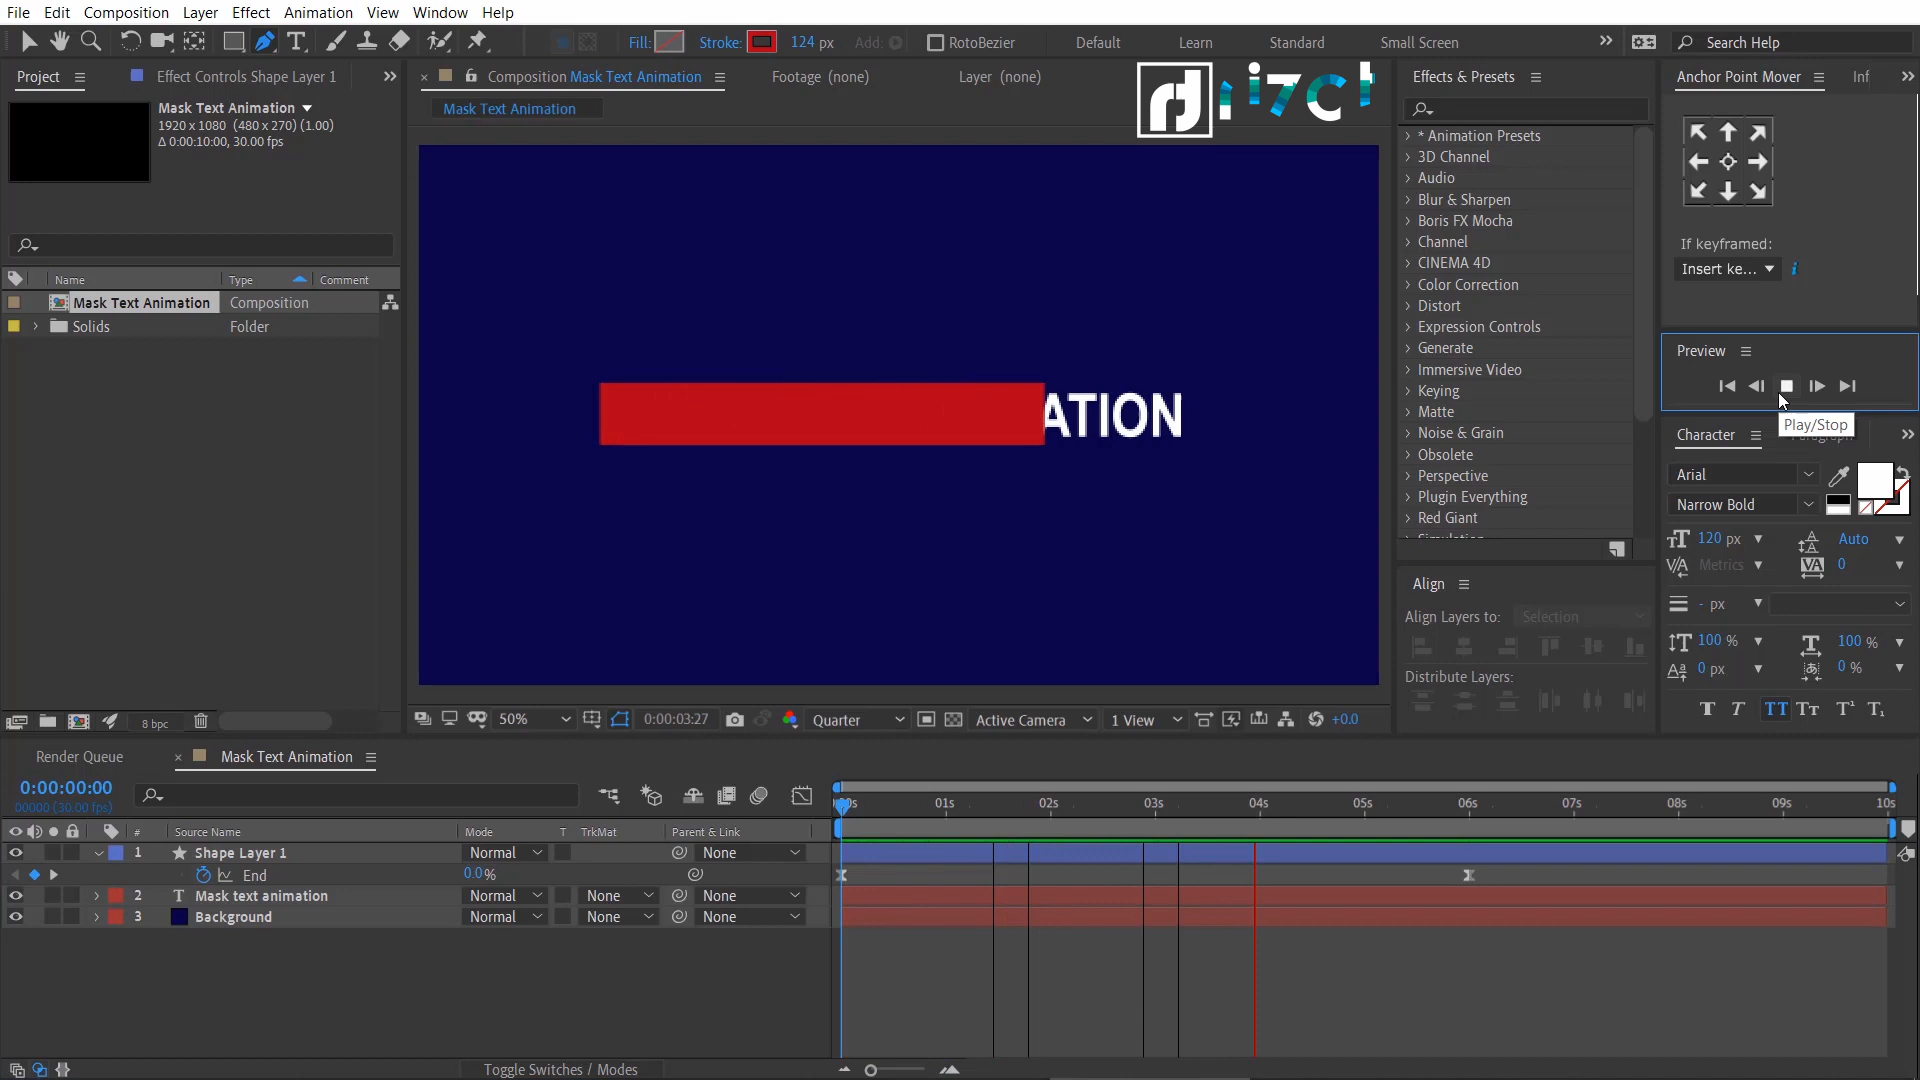 File Edit Composition Layer Effect Animation View Window Help
Fill: Stroke: 124 px Add: RotoBezier Default Learn Standard Small Screen Search Help
Project Effect Controls Shape Layer 1
Composition Mask Text Animation Footage (none) Layer (none)
Effects & Presets
Anchor Point Mover Inf
Mask Text Animation
1920 x 1080 (480 x 270) (1.00)
Δ 0:00:10:00, 30.00 fps
Mask Text Animation
Name Type Comment
Mask Text Animation Composition
Solids Folder
8 bpc
ATION
50% 0:00:03:27 Quarter Active Camera 1 View +0.0
* Animation Presets
3D Channel
Audio
Blur & Sharpen
Boris FX Mocha
Channel
CINEMA 4D
Color Correction
Distort
Expression Controls
Generate
Immersive Video
Keying
Matte
Noise & Grain
Obsolete
Perspective
Plugin Everything
Red Giant
Simulation
Align
Align Layers to: Selection
Distribute Layers:
If keyframed:
Insert ke...
Preview
Play/Stop
Character Paragraph
Arial
Narrow Bold
120 px Auto
Metrics 0
- px
100 % 100 %
0 px 0 %
Render Queue Mask Text Animation
0:00:00:00
00000 (30.00 fps)
# Source Name Mode T TrkMat Parent & Link
1 Shape Layer 1 Normal None
End 0.0%
2 Mask text animation Normal None None
3 Background Normal None None
Toggle Switches / Modes
01s 02s 03s 04s 05s 06s 07s 08s 09s 10s